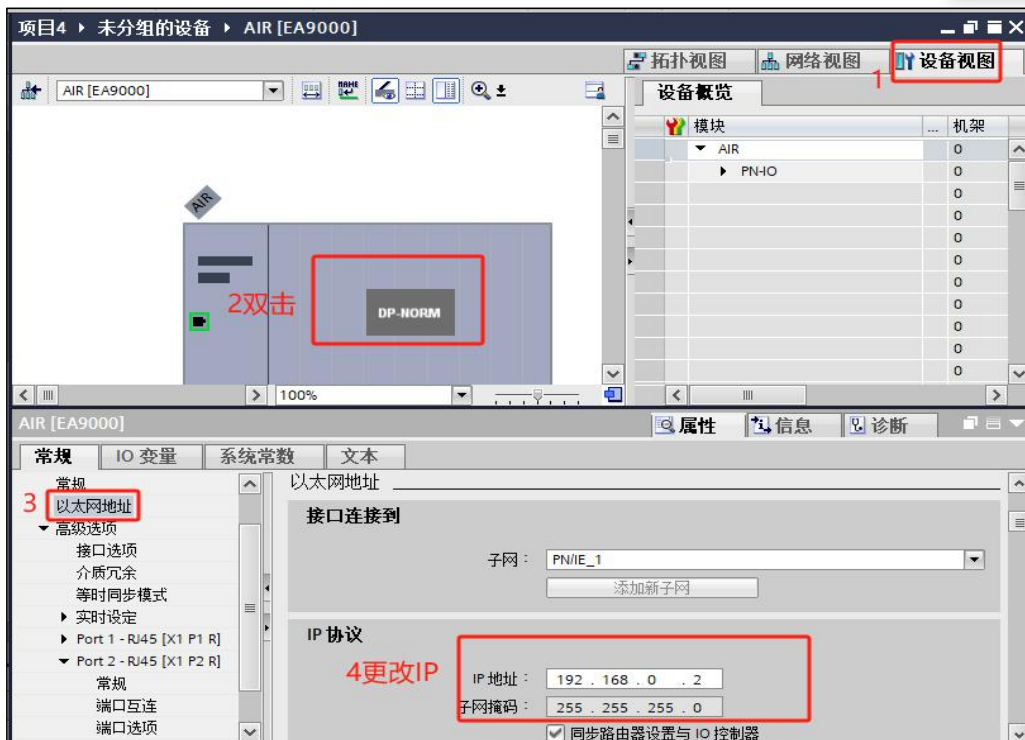 项目4 ▸ 未分组的设备 ▸ AIR [EA9000]
拓扑视图 网络视图 1 设备视图
AIR [EA9000]
NAME
设备概览
模块 ... 机架
AIR 0
PN-IO 0
0
0
0
0
0
0
0
0
0
AIR
2双击
DP-NORM
100%
AIR [EA9000]
属性 信息 诊断
常规 IO 变量 系统常数 文本
常规
3 以太网地址
高级选项
接口选项
介质冗余
等时同步模式
实时设定
Port 1 - RJ45 [X1 P1 R]
Port 2 - RJ45 [X1 P2 R]
常规
端口互连
端口选项
以太网地址
接口连接到
子网： PN/IE_1
添加新子网
IP 协议
4更改IP
IP 地址： 192 . 168 . 0 . 2
子网掩码： 255 . 255 . 255 . 0
同步路由器设置与 IO 控制器